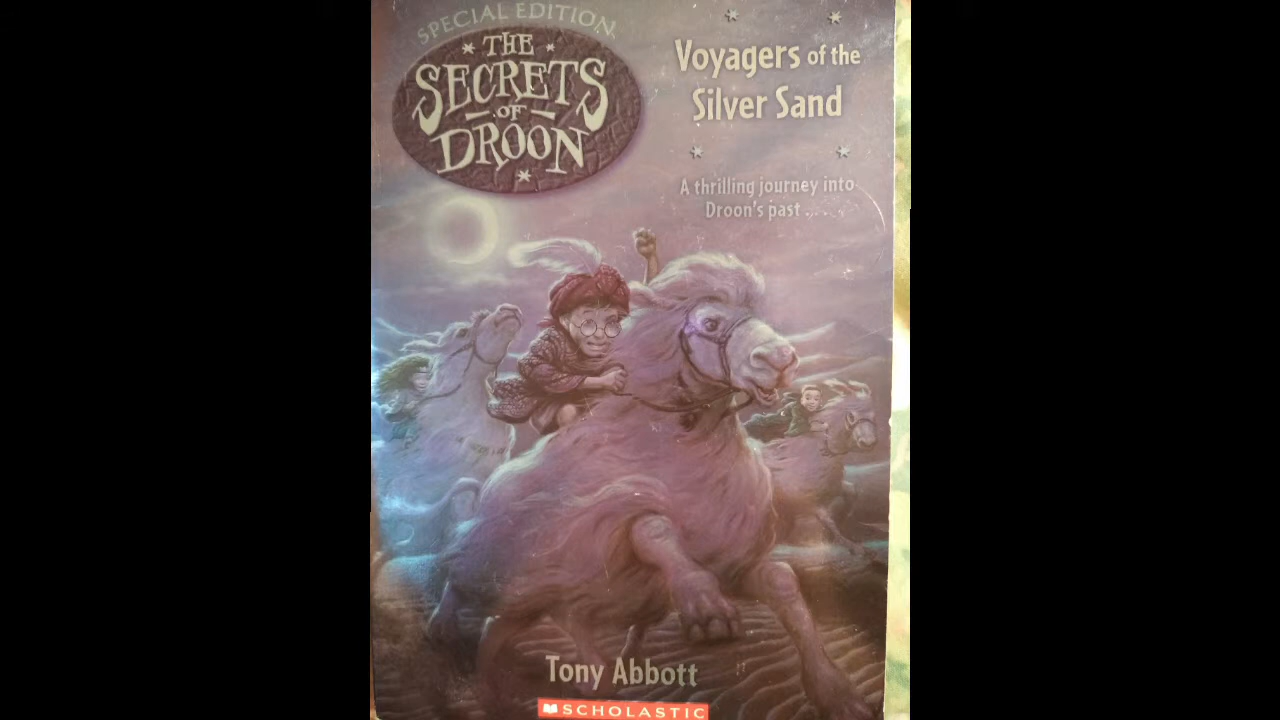 SPECIAL EDITION
THE
SECRETS
OF
DROON
Voyagers of the
Silver Sand
A thrilling journey into
Droon's past . . . .
Tony Abbott
SCHOLASTIC